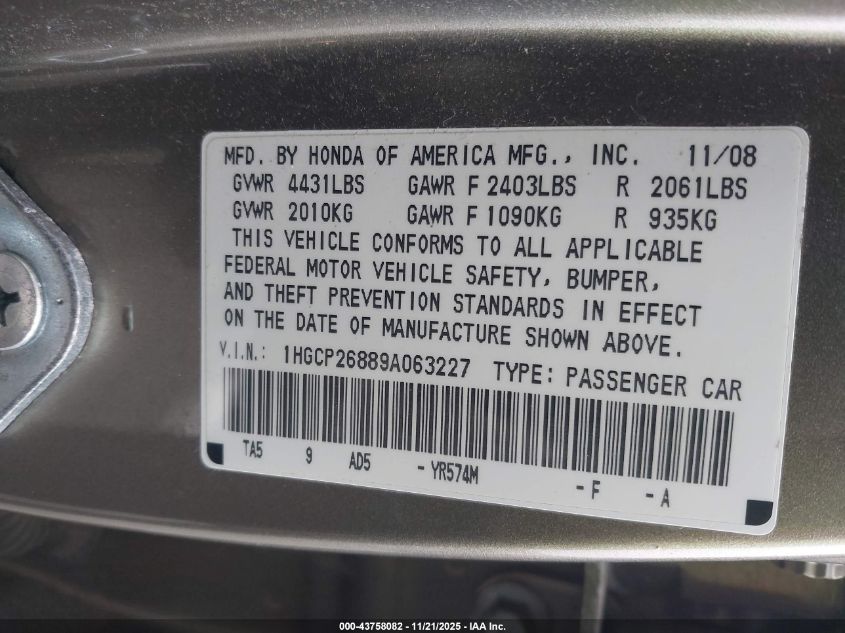 MFD. BY HONDA OF AMERICA MFG., INC. 11/08
GVWR 4431LBS GAWR F 2403LBS R 2061LBS
GVWR 2010KG GAWR F 1090KG R 935KG
THIS VEHICLE CONFORMS TO ALL APPLICABLE
FEDERAL MOTOR VEHICLE SAFETY, BUMPER,
AND THEFT PREVENTION STANDARDS IN EFFECT
ON THE DATE OF MANUFACTURE SHOWN ABOVE.
V.I.N.: 1HGCP26889A063227 TYPE: PASSENGER CAR
TA5 9 AD5 -YR574M -F -A
000-43758082 - 11/21/2025 - IAA Inc.